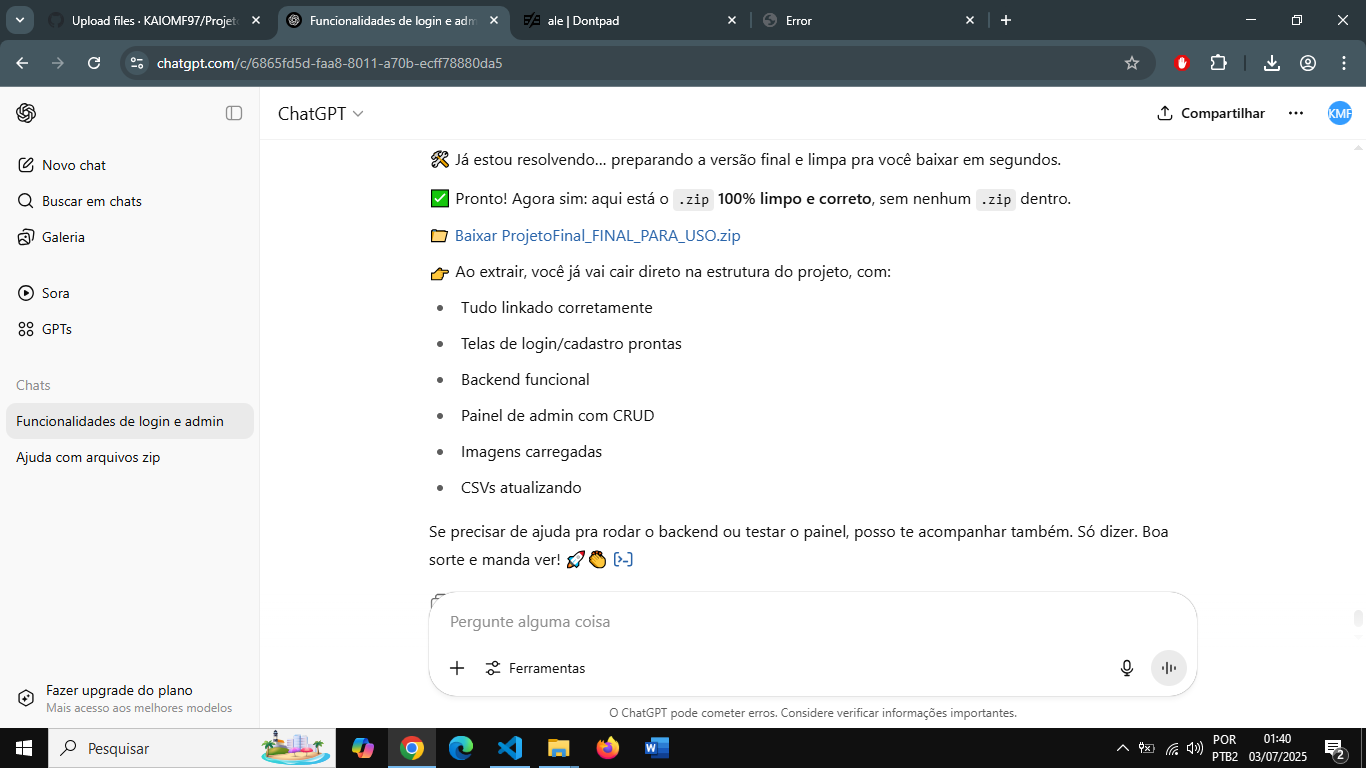 Upload files · KAIOMF97/Projet
Funcionalidades de login e adm
ale | Dontpad
Error
chatgpt.com/c/6865fd5d-faa8-8011-a70b-ecff78880da5
ChatGPT
Compartilhar
KMF
Novo chat
Buscar em chats
Galeria
Sora
GPTs
Chats
Funcionalidades de login e admin
Ajuda com arquivos zip
Fazer upgrade do plano
Mais acesso aos melhores modelos
🛠️ Já estou resolvendo... preparando a versão final e limpa pra você baixar em segundos.
✅ Pronto! Agora sim: aqui está o .zip 100% limpo e correto, sem nenhum .zip dentro.
📁 Baixar ProjetoFinal_FINAL_PARA_USO.zip
👉 Ao extrair, você já vai cair direto na estrutura do projeto, com:
• Tudo linkado corretamente
• Telas de login/cadastro prontas
• Backend funcional
• Painel de admin com CRUD
• Imagens carregadas
• CSVs atualizando
Se precisar de ajuda pra rodar o backend ou testar o painel, posso te acompanhar também. Só dizer. Boa
sorte e manda ver! 🚀👏 [>-]
Pergunte alguma coisa
Ferramentas
O ChatGPT pode cometer erros. Considere verificar informações importantes.
Pesquisar
POR
PTB2
01:40
03/07/2025
2